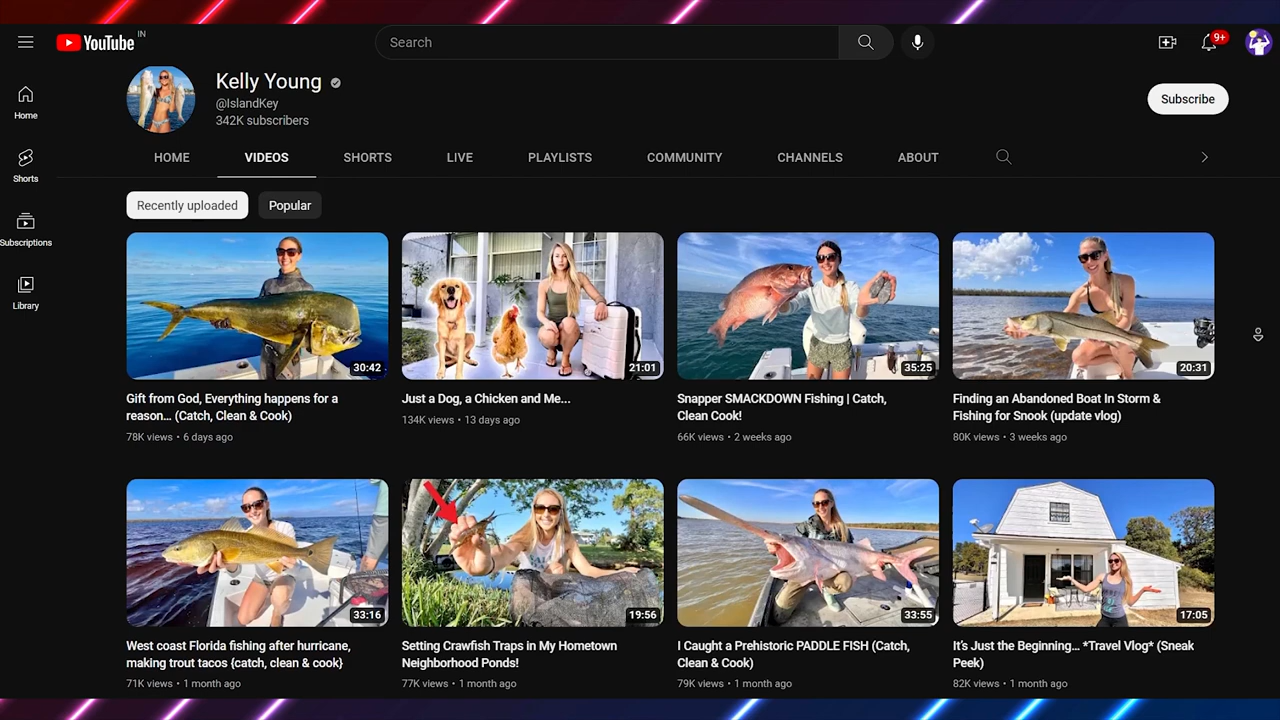 YouTube IN
Search
9+
Kelly Young
@IslandKey
342K subscribers
Subscribe
Home
Shorts
Subscriptions
Library
HOME VIDEOS SHORTS LIVE PLAYLISTS COMMUNITY CHANNELS ABOUT
Recently uploaded Popular
30:42
Gift from God, Everything happens for a
reason... (Catch, Clean & Cook)
78K views • 6 days ago
21:01
Just a Dog, a Chicken and Me...
134K views • 13 days ago
35:25
Snapper SMACKDOWN Fishing | Catch,
Clean Cook!
66K views • 2 weeks ago
20:31
Finding an Abandoned Boat In Storm &
Fishing for Snook (update vlog)
80K views • 3 weeks ago
33:16
West coast Florida fishing after hurricane,
making trout tacos {catch, clean & cook}
71K views • 1 month ago
19:56
Setting Crawfish Traps in My Hometown
Neighborhood Ponds!
77K views • 1 month ago
33:55
I Caught a Prehistoric PADDLE FISH (Catch,
Clean & Cook)
79K views • 1 month ago
17:05
It's Just the Beginning... *Travel Vlog* (Sneak
Peek)
82K views • 1 month ago